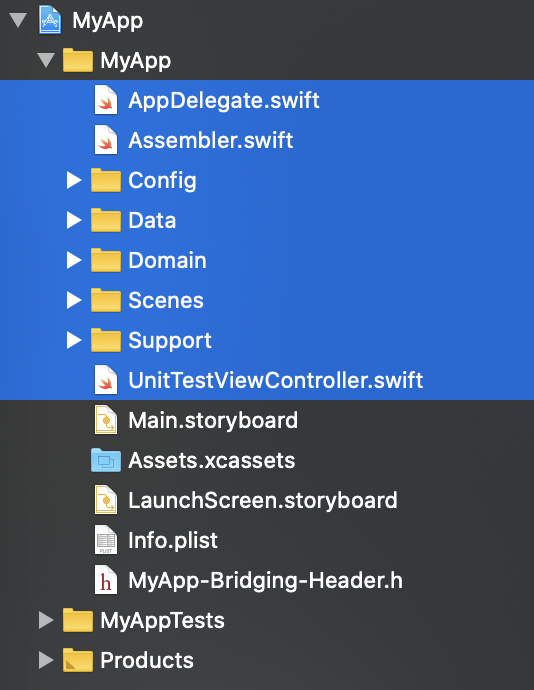 MyApp
MyApp
AppDelegate.swift
Assembler.swift
Config
Data
Domain
Scenes
Support
UnitTestViewController.swift
Main.storyboard
Assets.xcassets
LaunchScreen.storyboard
Info.plist
MyApp-Bridging-Header.h
MyAppTests
Products